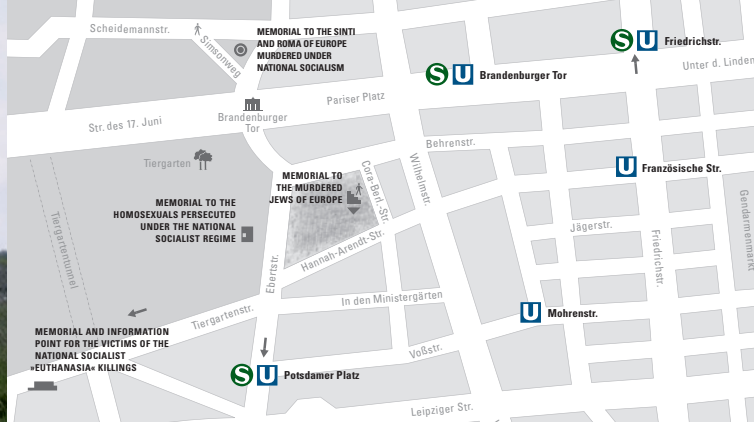 Scheidemannstr.
Simsonweg
MEMORIAL TO THE SINTI
AND ROMA OF EUROPE
MURDERED UNDER
NATIONAL SOCIALISM
S U Friedrichstr.
Unter d. Linden
S U Brandenburger Tor
Pariser Platz
Brandenburger
Tor
Str. des 17. Juni
Behrenstr.
Tiergarten
Wilhelmstr.
Cora-Berl.-Str.
U Französische Str.
MEMORIAL TO
THE MURDERED
JEWS OF EUROPE
MEMORIAL TO THE
HOMOSEXUALS PERSECUTED
UNDER THE NATIONAL
SOCIALIST REGIME
Tiergartentunnel
Gendarmenmarkt
Jägerstr.
Friedrichstr.
Hannah-Arendt-Str.
Ebertstr.
In den Ministergärten
Tiergartenstr.
U Mohrenstr.
MEMORIAL AND INFORMATION
POINT FOR THE VICTIMS OF THE
NATIONAL SOCIALIST
»EUTHANASIA« KILLINGS
Voßstr.
S U Potsdamer Platz
Leipziger Str.